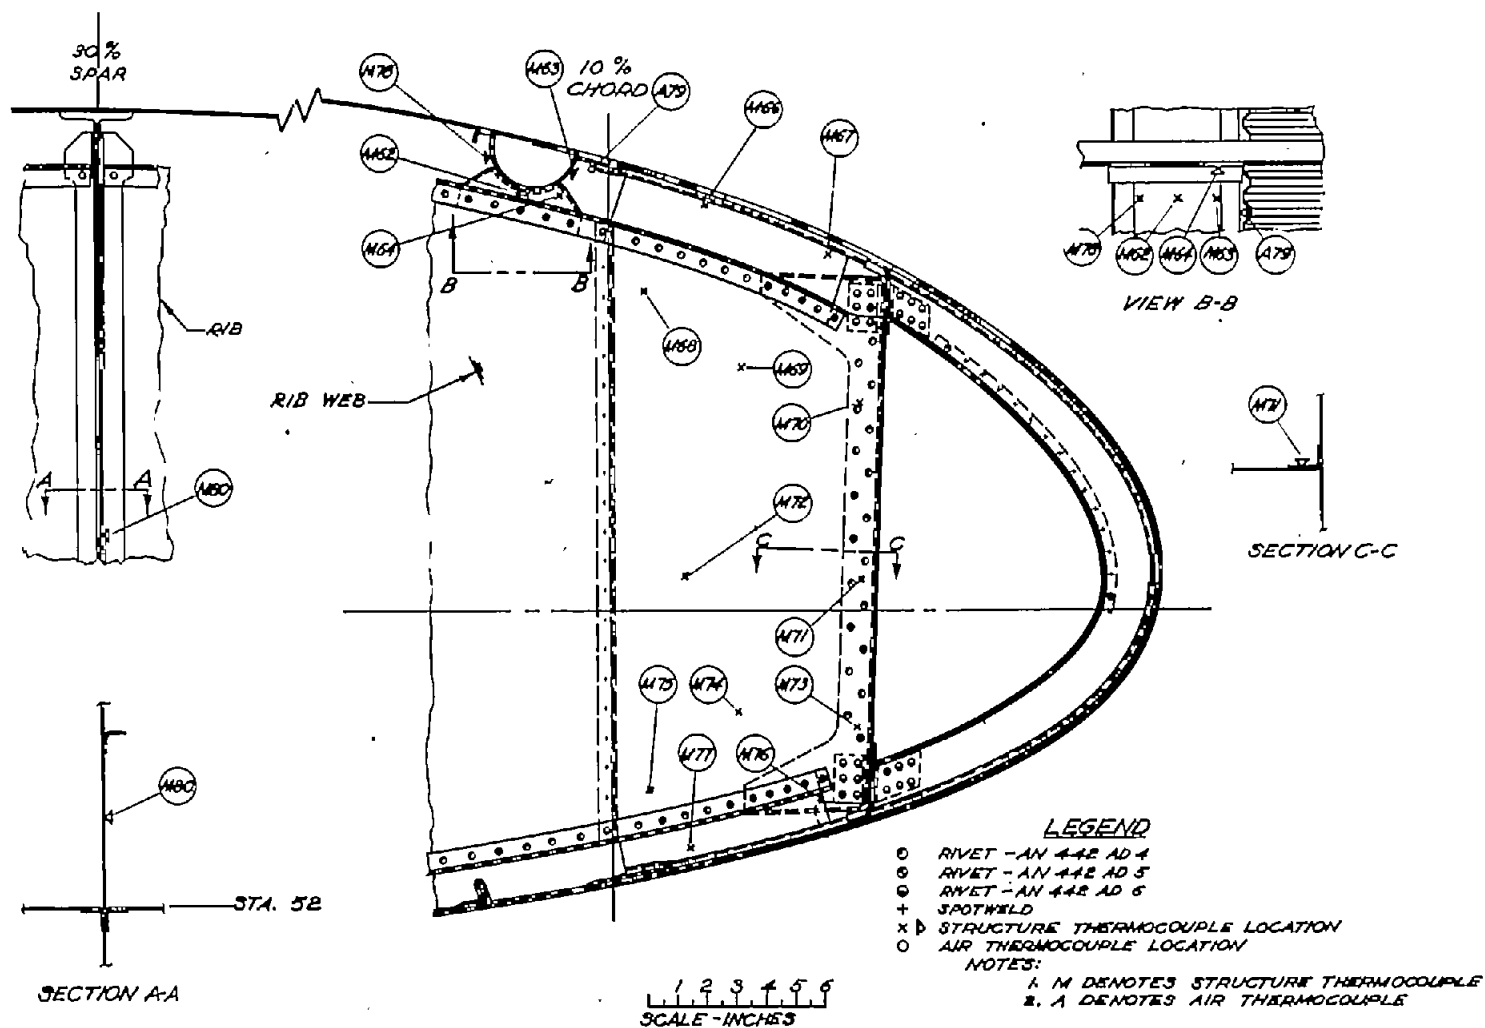 30%
SPAR
M78
M63
10%
CHORD
A79
M66
M67
M62
M64
B
B
M68
RIB
RIB WEB
M69
M70
A
A
M80
M72
C
C
M71
M75
M74
M73
M77
M76
M78
M62
M64
M63
A79
VIEW B-B
M71
SECTION C-C
M80
STA. 52
SECTION A-A
LEGEND
RIVET - AN 442 AD 4
RIVET - AN 442 AD 5
RIVET - AN 442 AD 6
+ SPOTWELD
STRUCTURE THERMOCOUPLE LOCATION
AIR THERMOCOUPLE LOCATION
NOTES:
1. M DENOTES STRUCTURE THERMOCOUPLE
2. A DENOTES AIR THERMOCOUPLE
1 2 3 4 5 6
SCALE - INCHES